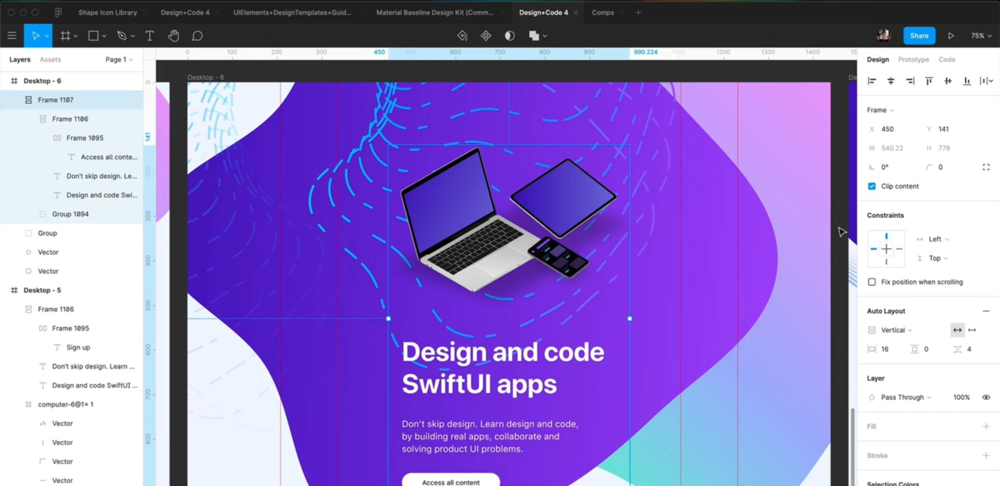 Shape Icon Library
Design+Code 4
UIElements+DesignTemplates+Guid...
Material Baseline Design Kit (Comm...
Design+Code 4
Comps
Share
75%
Layers
Assets
Page 1
Desktop - 6
Frame 1107
Frame 1106
Frame 1095
Access all conte...
Don't skip design. Le...
Design and code Swi...
Group 1094
Group
Vector
Vector
Desktop - 5
Frame 1106
Frame 1095
Sign up
Don't skip design. Learn ...
Design and code SwiftUI ...
computer-6@1x 1
Vector
Vector
Vector
Vector
0 100 200 300 450 500 600 700 800 900 990.224 1100 1200 1300 1400 15
0
141
200
300
400
500
600
700
800
Desktop - 6
De
Design and code
SwiftUI apps
Don't skip design. Learn design and code,
by building real apps, collaborate and
solving product UI problems.
Access all content
Design
Prototype
Code
Frame
X 450 Y 141
W 540.22 H 778
0° 0
Clip content
Constraints
Left
Top
Fix position when scrolling
Auto Layout
Vertical
16 0 4
Layer
Pass Through 100%
Fill
Stroke
Selection Colors